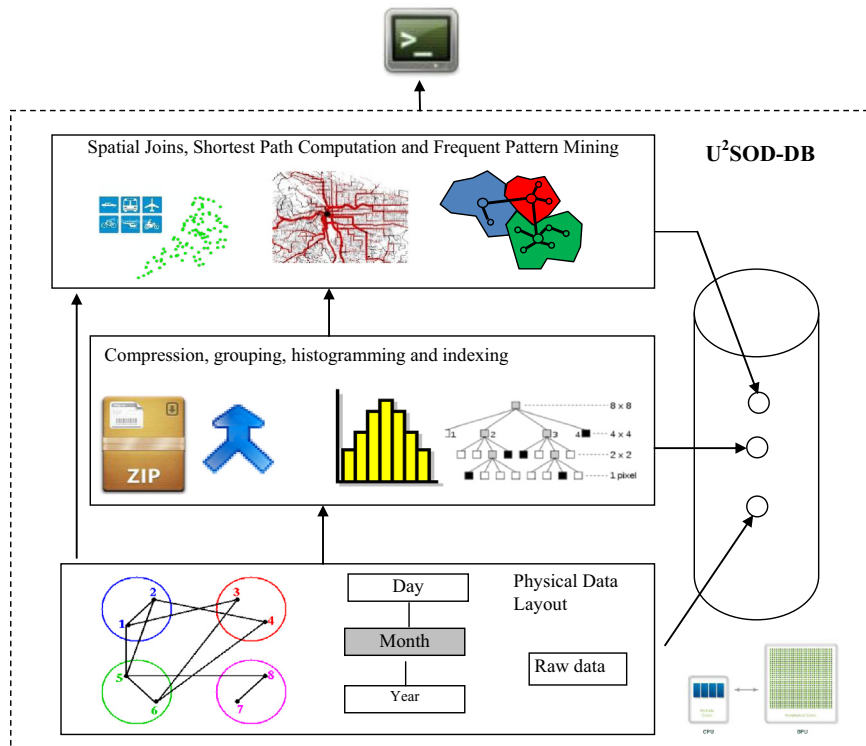 >_
Spatial Joins, Shortest Path Computation and Frequent Pattern Mining
U²SOD-DB
Compression, grouping, histogramming and indexing
ZIP
8 x 8
1 2 3 4
4 x 4
2 x 2
1 pixel
2 3
1 4
5 8
6 7
Day
Month
Year
Physical Data
Layout
Raw data
CPU